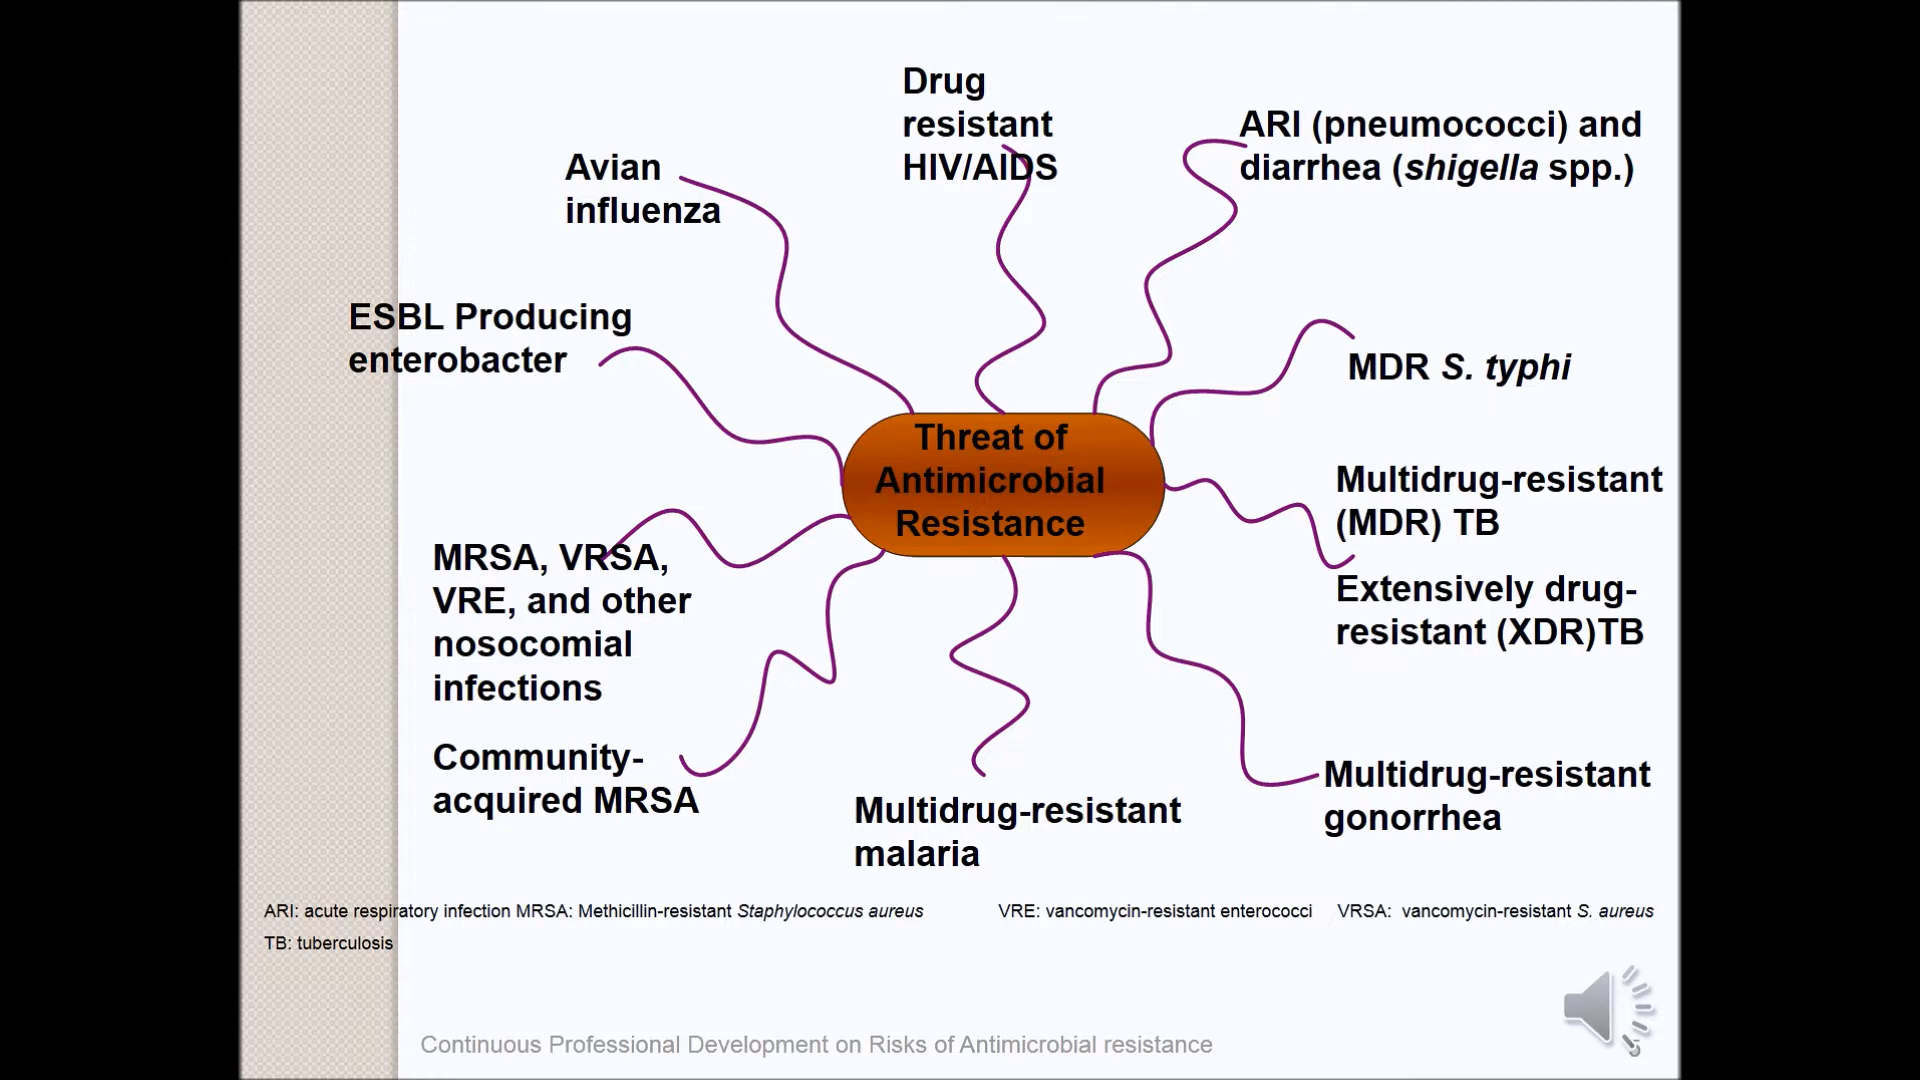 Drug
resistant
HIV/AIDS
ARI (pneumococci) and
diarrhea (shigella spp.)
Avian
influenza
ESBL Producing
enterobacter
MDR S. typhi
Threat of
Antimicrobial
Resistance
Multidrug-resistant
(MDR) TB
Extensively drug-
resistant (XDR)TB
MRSA, VRSA,
VRE, and other
nosocomial
infections
Community-
acquired MRSA
Multidrug-resistant
malaria
Multidrug-resistant
gonorrhea
ARI: acute respiratory infection MRSA: Methicillin-resistant Staphylococcus aureus VRE: vancomycin-resistant enterococci VRSA: vancomycin-resistant S. aureus
TB: tuberculosis
Continuous Professional Development on Risks of Antimicrobial resistance